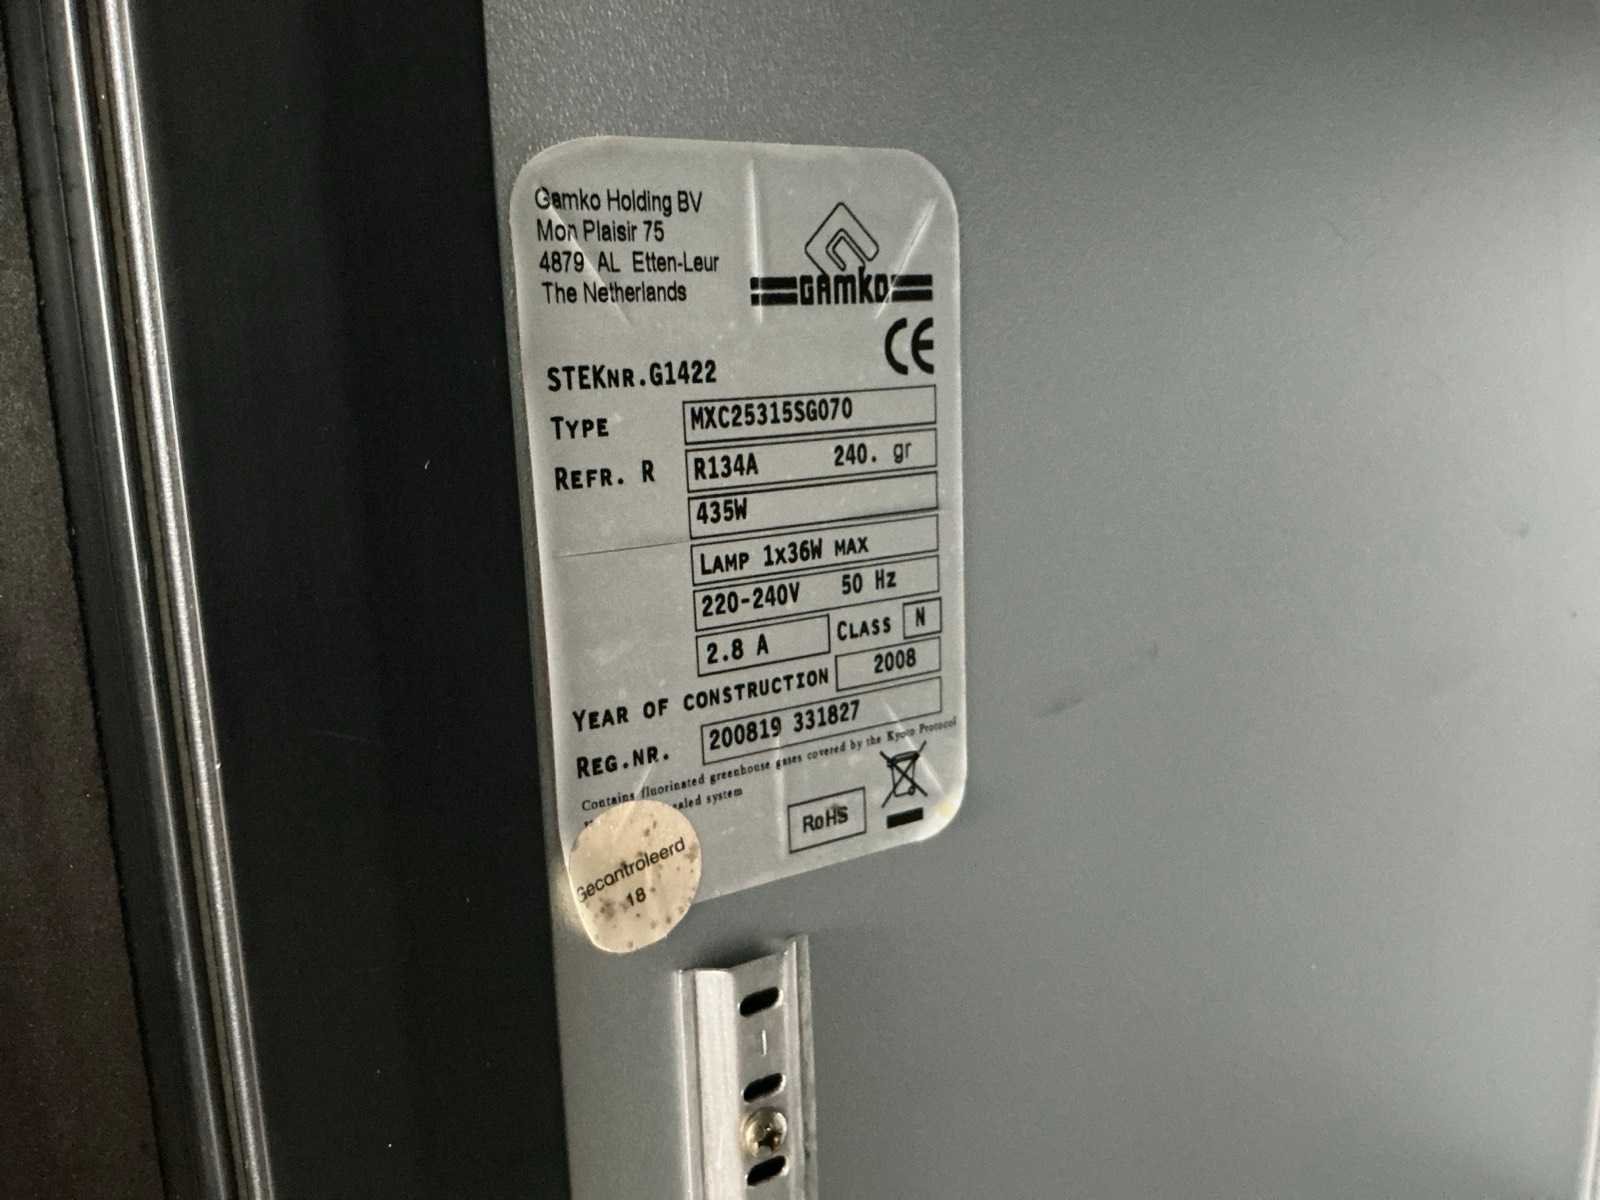 Gamko Holding BV
Mon Plaisir 75
4879 AL Etten-Leur
The Netherlands
GAMKO
CE
STEKNR.G1422
TYPE MXC25315SG070
REFR. R R134A 240. gr
435W
LAMP 1x36W MAX
220-240V 50 Hz
2.8 A CLASS N
YEAR OF CONSTRUCTION 2008
REG.NR. 200819 331827
Contains fluorinated greenhouse gases covered by the Kyoto Protocol
system
RoHS
Gecontroleerd
18